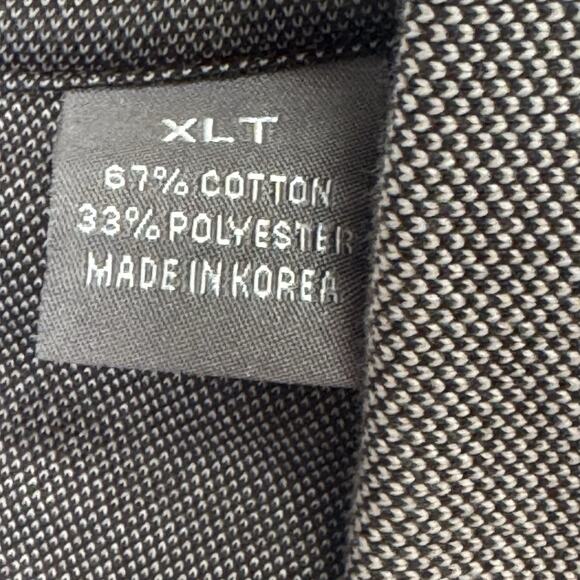 XLT
67% COTTON
33% POLYESTER
MADE IN KOREA